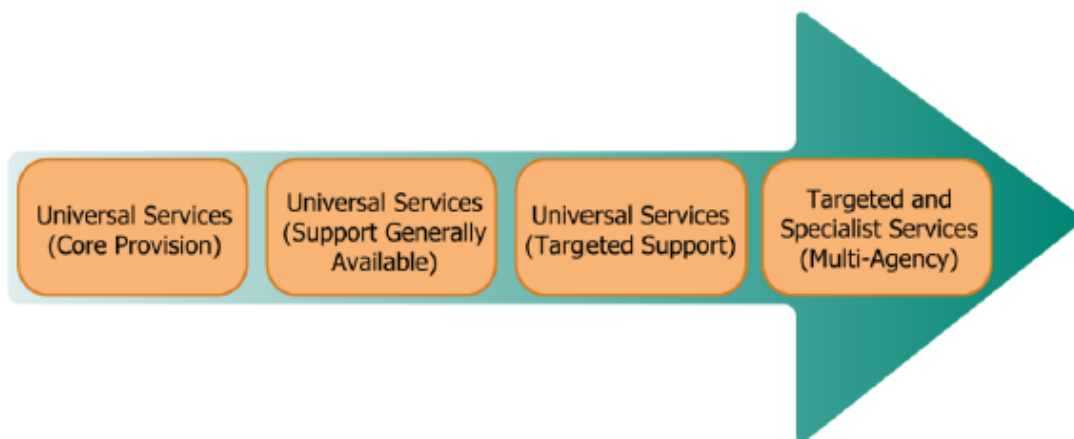 Universal Services
(Core Provision)
Universal Services
(Support Generally
Available)
Universal Services
(Targeted Support)
Targeted and
Specialist Services
(Multi-Agency)